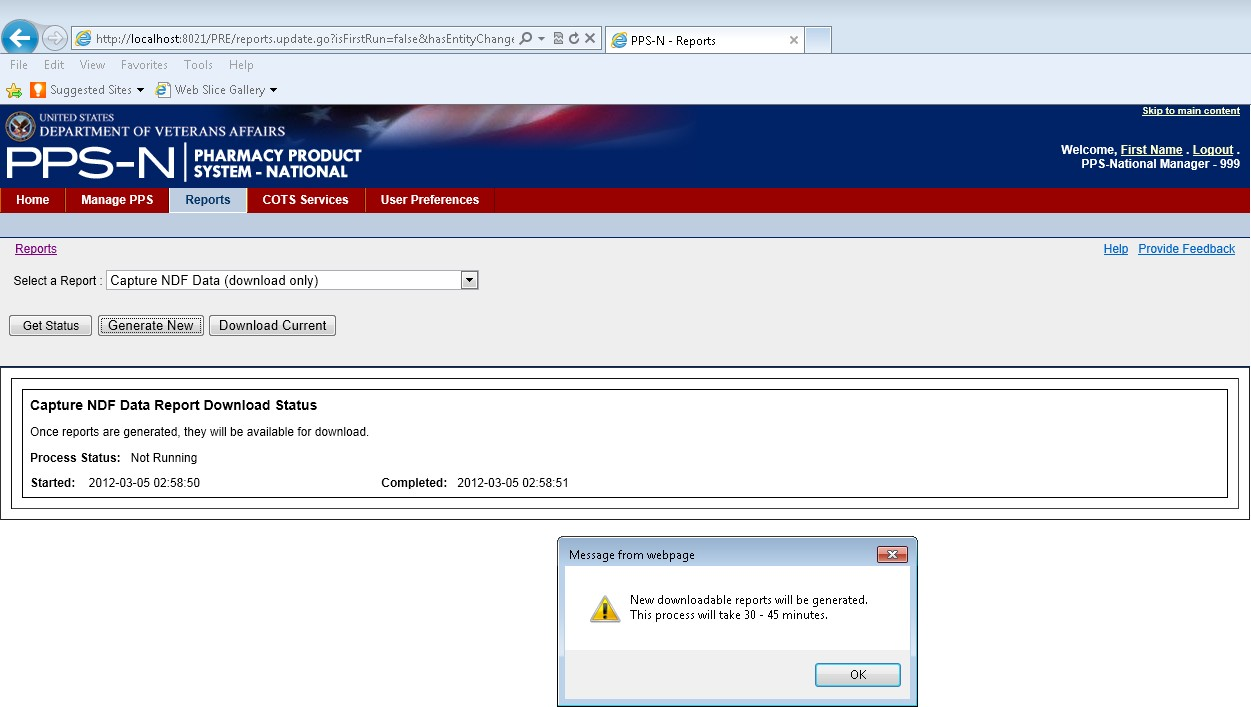 http://localhost:8021/PRE/reports.update.go?isFirstRun=false&hasEntityChange
PPS-N - Reports
File Edit View Favorites Tools Help
Suggested Sites Web Slice Gallery
Skip to main content
UNITED STATES
DEPARTMENT OF VETERANS AFFAIRS
PPS-N
PHARMACY PRODUCT
SYSTEM - NATIONAL
Welcome, First Name . Logout .
PPS-National Manager - 999
Home Manage PPS Reports COTS Services User Preferences
Reports Help Provide Feedback
Select a Report : Capture NDF Data (download only)
Get Status Generate New Download Current
Capture NDF Data Report Download Status
Once reports are generated, they will be available for download.
Process Status: Not Running
Started: 2012-03-05 02:58:50 Completed: 2012-03-05 02:58:51
Message from webpage
New downloadable reports will be generated.
This process will take 30 - 45 minutes.
OK